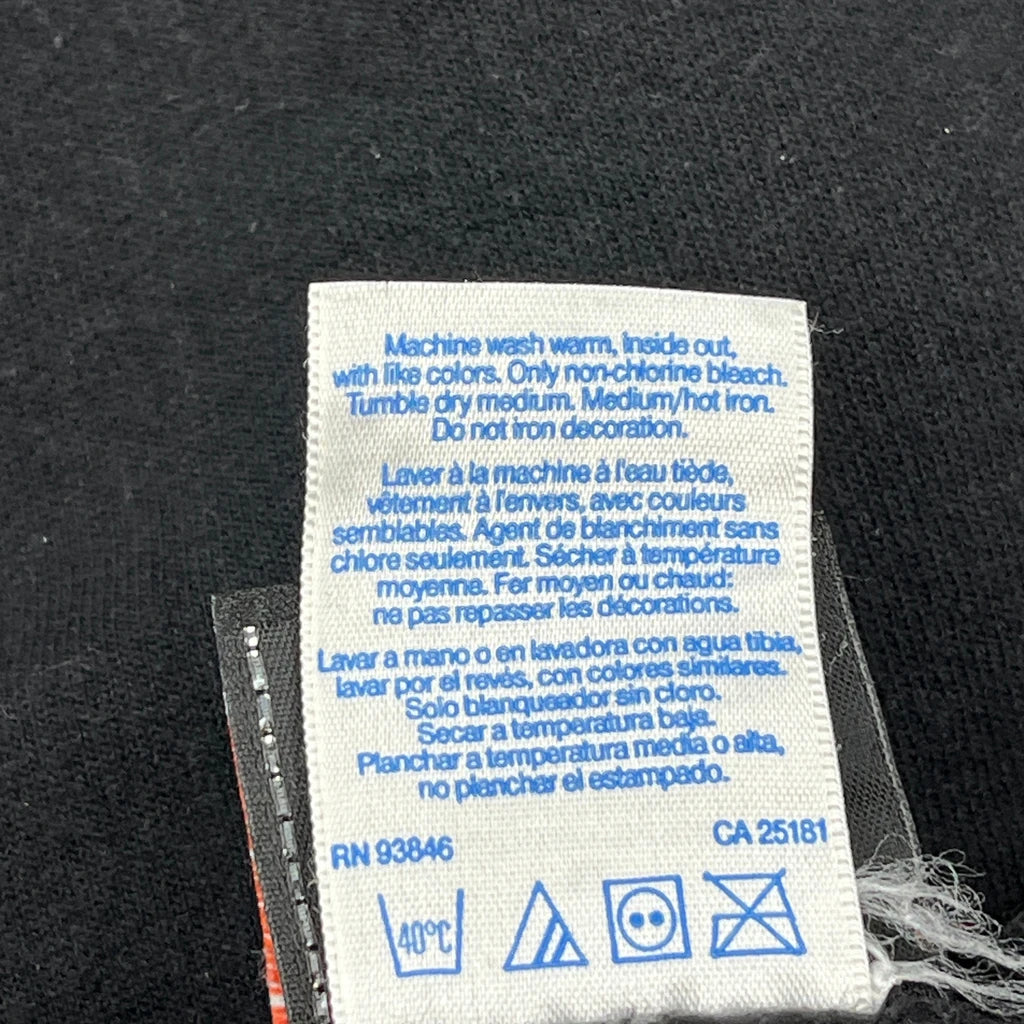 Machine wash warm, inside out,
with like colors. Only non-chlorine bleach.
Tumble dry medium. Medium/hot iron.
Do not iron decoration.
Laver à la machine à l'eau tiède,
vêtement à l'envers, avec couleurs
semblables. Agent de blanchiment sans
chlore seulement. Sécher à température
moyenne. Fer moyen ou chaud:
ne pas repasser les décorations.
Lavar a mano o en lavadora con agua tibia,
lavar por el revés, con colores similares.
Solo blanqueador sin cloro.
Secar a temperatura baja.
Planchar a temperatura media o alta,
no planchar el estampado.
RN 93846 CA 25181
40°C